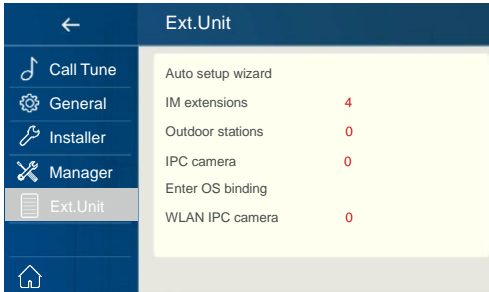 Ext.Unit
Call Tune
General
Installer
Manager
Ext.Unit
Auto setup wizard
IM extensions 4
Outdoor stations 0
IPC camera 0
Enter OS binding
WLAN IPC camera 0